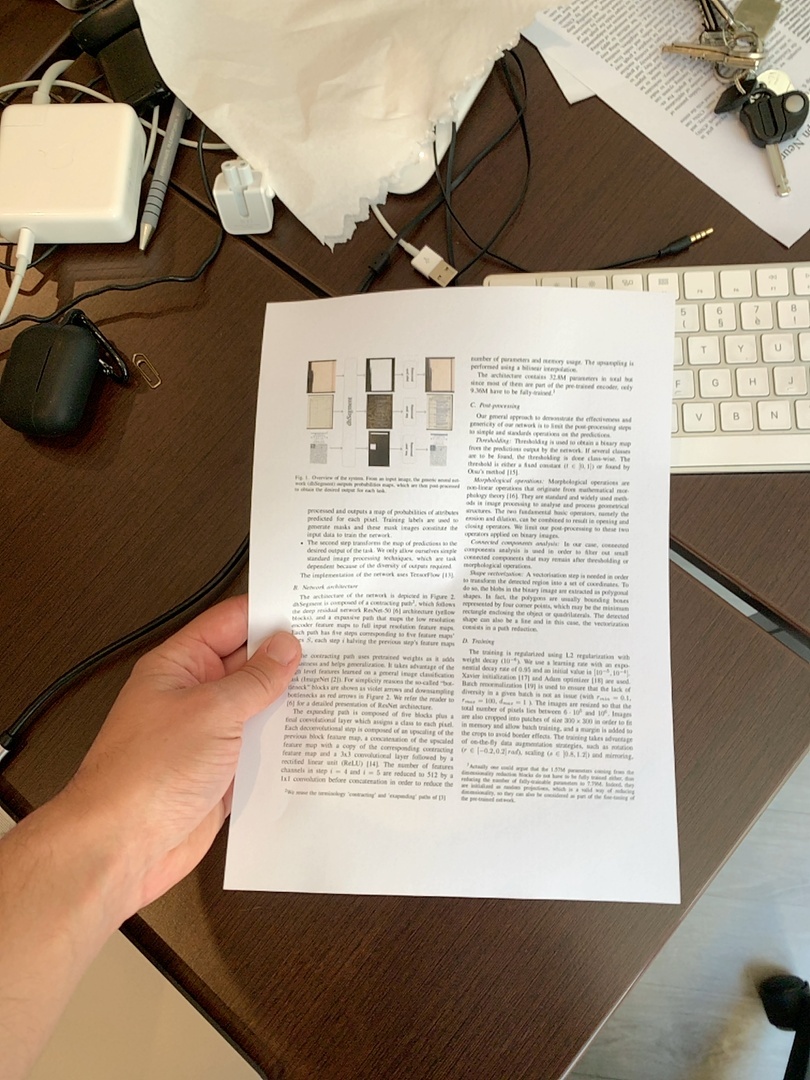 dhSegment
Fig. 1. Overview of the system. From an input image, the generic neural net-
work (dhSegment) outputs probabilities maps, which are then post-processed
to obtain the desired output for each task.
processed and outputs a map of probabilities of attributes
predicted for each pixel. Training labels are used to
generate masks and these mask images constitute the
input data to train the network.
• The second step transforms the map of predictions to the
desired output of the task. We only allow ourselves simple
standard image processing techniques, which are task
dependent because of the diversity of outputs required.
The implementation of the network uses TensorFlow [13].
B. Network architecture
The architecture of the network is depicted in Figure 2.
dhSegment is composed of a contracting path², which follows
the deep residual network ResNet-50 [6] architecture (yellow
blocks), and a expansive path that maps the low resolution
encoder feature maps to full input resolution feature maps.
Each path has five steps corresponding to five feature maps'
S, each step i halving the previous step's feature maps
contracting path uses pretrained weights as it adds
and helps generalization. It takes advantage of the
level features learned on a general image classification
(ImageNet [2]). For simplicity reasons the so-called "bot-
blocks are shown as violet arrows and downsampling
bottlenecks as red arrows in Figure 2. We refer the reader to
[6] for a detailed presentation of ResNet architecture.
The expanding path is composed of five blocks plus a
final convolutional layer which assigns a class to each pixel.
Each deconvolutional step is composed of an upscaling of the
previous block feature map, a concatenation of the upscaled
feature map with a copy of the corresponding contracting
feature map and a 3x3 convolutional layer followed by a
rectified linear unit (ReLU) [14]. The number of features
channels in step i = 4 and i = 5 are reduced to 512 by a
1x1 convolution before concatenation in order to reduce the
the terminology 'contracting' and 'expanding' paths of [5]
number of parameters and memory usage. The upsampling is
performed using a bilinear interpolation.
The architecture contains 32.8M parameters in total but
since most of them are part of the pre-trained encoder, only
9.36M have to be fully-trained.³
C. Post-processing
Our general approach to demonstrate the effectiveness and
genericity of our network is to limit the post-processing steps
to simple and standards operations on the predictions.
Thresholding: Thresholding is used to obtain a binary map
from the predictions output by the network. If several classes
are to be found, the thresholding is done class-wise. The
threshold is either a fixed constant (t ∈ [0, 1]) or found by
Otsu's method [15].
Morphological operations: Morphological operations are
non-linear operations that originate from mathematical mor-
phology theory [16]. They are standard and widely used meth-
ods in image processing to analyse and process geometrical
structures. The two fundamental basic operators, namely the
erosion and dilation, can be combined to result in opening and
closing operators. We limit our post-processing to these two
operators applied on binary images.
Connected components analysis: In our case, connected
components analysis is used in order to filter out small
connected components that may remain after thresholding or
morphological operations.
Shape vectorization: A vectorisation step is needed in order
to transform the detected region into a set of coordinates. To
do so, the blobs in the binary image are extracted as polygonal
shapes. In fact, the polygons are usually bounding boxes
represented by four corner points, which may be the minimum
rectangle enclosing the object or quadrilaterals. The detected
shape can also be a line and in this case, the vectorization
consists in a path reduction.
D. Training
The training is regularized using L2 regularization with
weight decay (10⁻⁶). We use a learning rate with an expo-
nential decay rate of 0.95 and an initial value in [10⁻⁵, 10⁻⁴].
Xavier initialization [17] and Adam optimizer [18] are used.
Batch renormalization [19] is used to ensure that the lack of
diversity in a given batch is not an issue (with rmax = 0.1,
rmax = 100, dmax = 1 ). The images are resized so that the
total number of pixels lies between 6 · 10⁵ and 10⁶. Images
are also cropped into patches of size 300 × 300 in order to fit
in memory and allow batch training, and a margin is added to
the crops to avoid border effects. The training takes advantage
of on-the-fly data augmentation strategies, such as rotation
(r ∈ [−0.2, 0.2] rad), scaling (s ∈ [0.8, 1.2]) and mirroring,
³Actually one could argue that the 1.57M parameters coming from the
dimensionality reduction blocks do not have to be fully trained either, thus
reducing the number of fully-trainable parameters to 7.79M. Indeed, they
are initialized as random projections, which is a valid way of reducing
dimensionality, so they can also be considered as part of the fine-tuning of
the pre-trained network.
5 6 7 8
T Y U
F G H J
V B N